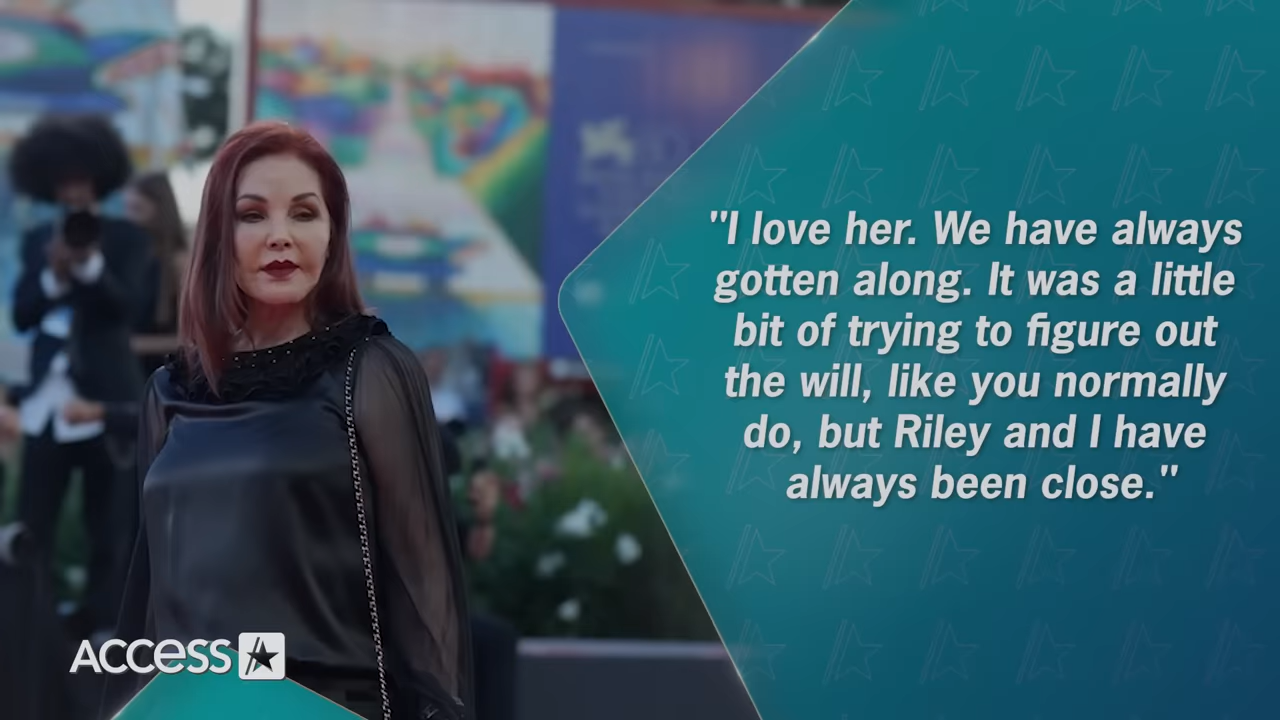 "I love her. We have always
gotten along. It was a little
bit of trying to figure out
the will, like you normally
do, but Riley and I have
always been close."
ACCESS